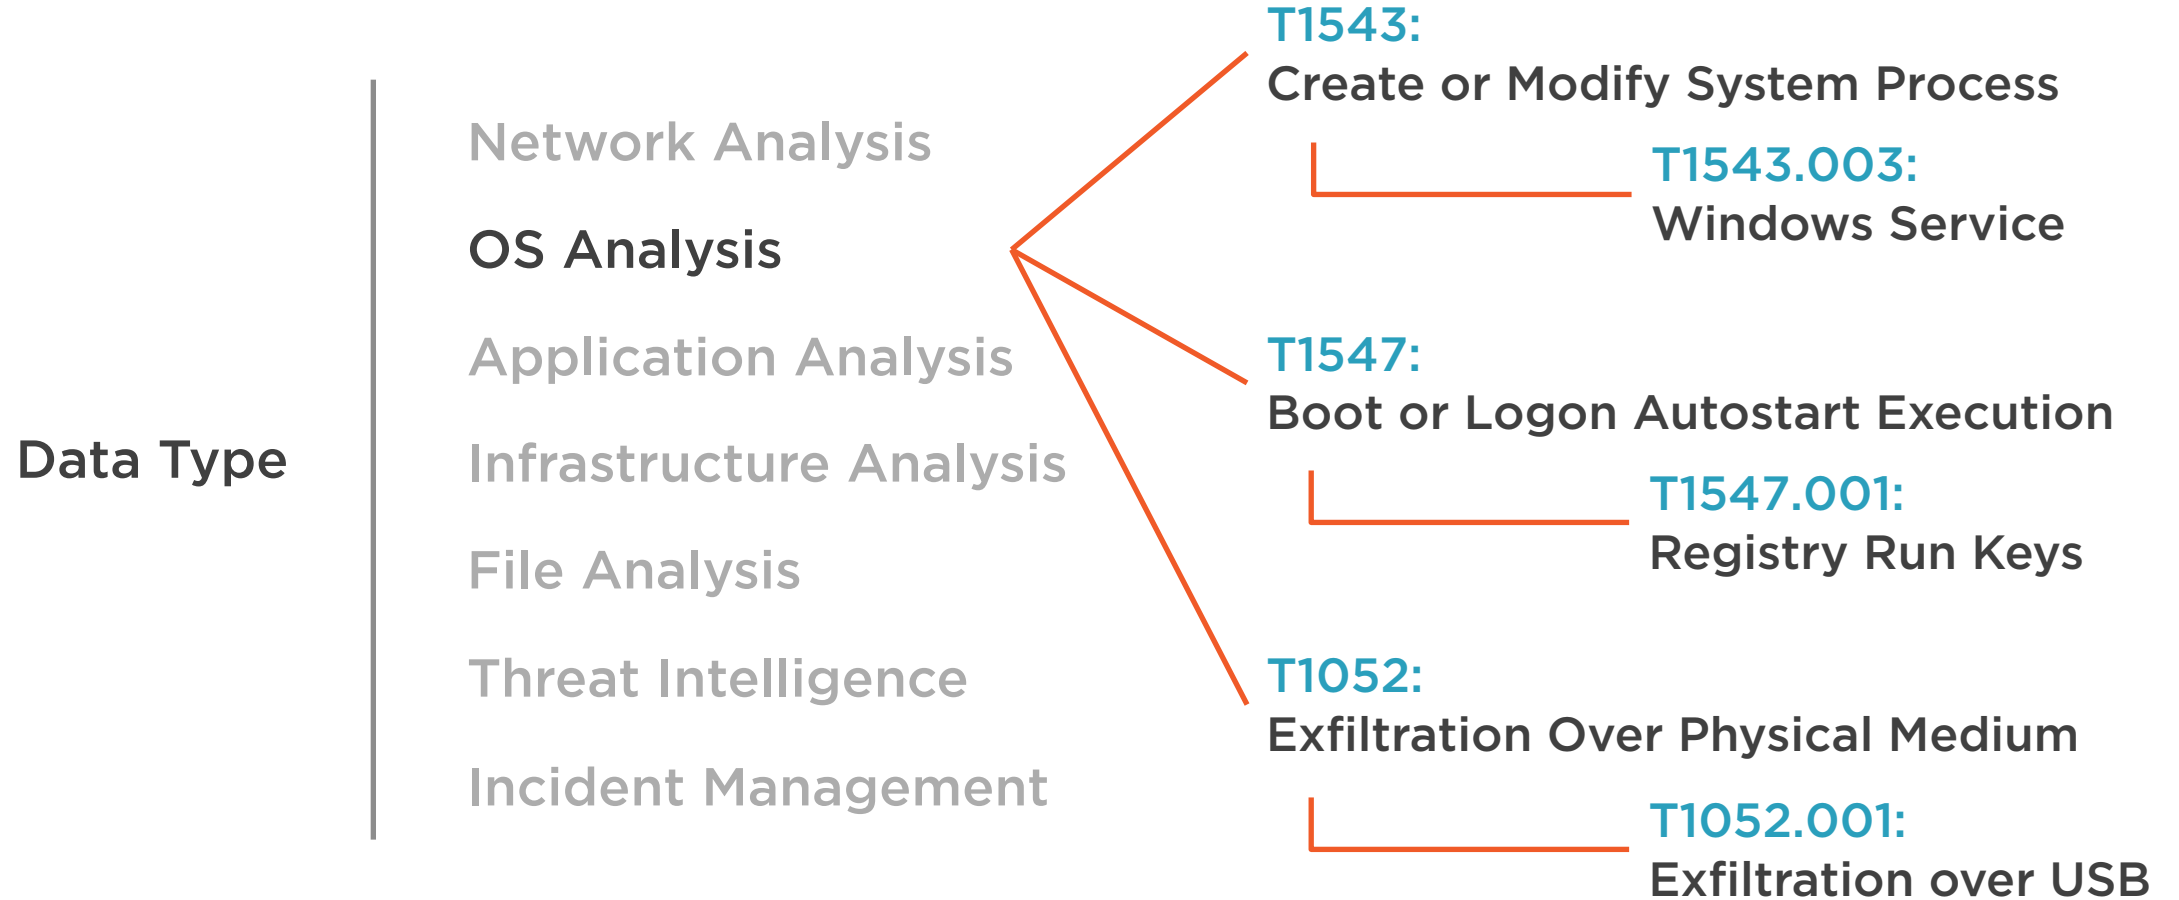 Data Type
Network Analysis
OS Analysis
Application Analysis
Infrastructure Analysis
File Analysis
Threat Intelligence
Incident Management
T1543:
Create or Modify System Process
T1543.003:
Windows Service
T1547:
Boot or Logon Autostart Execution
T1547.001:
Registry Run Keys
T1052:
Exfiltration Over Physical Medium
T1052.001:
Exfiltration over USB